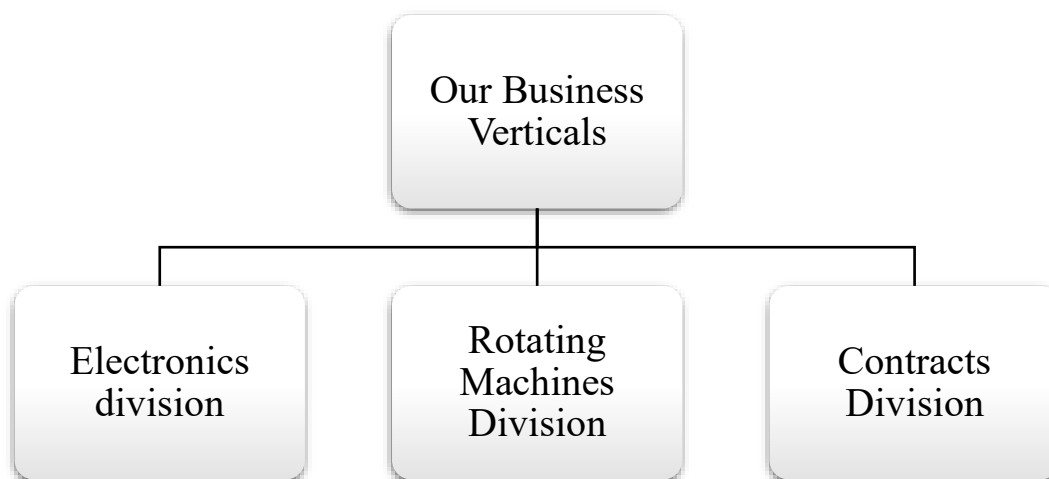 Our Business
Verticals
Electronics
division
Rotating
Machines
Division
Contracts
Division